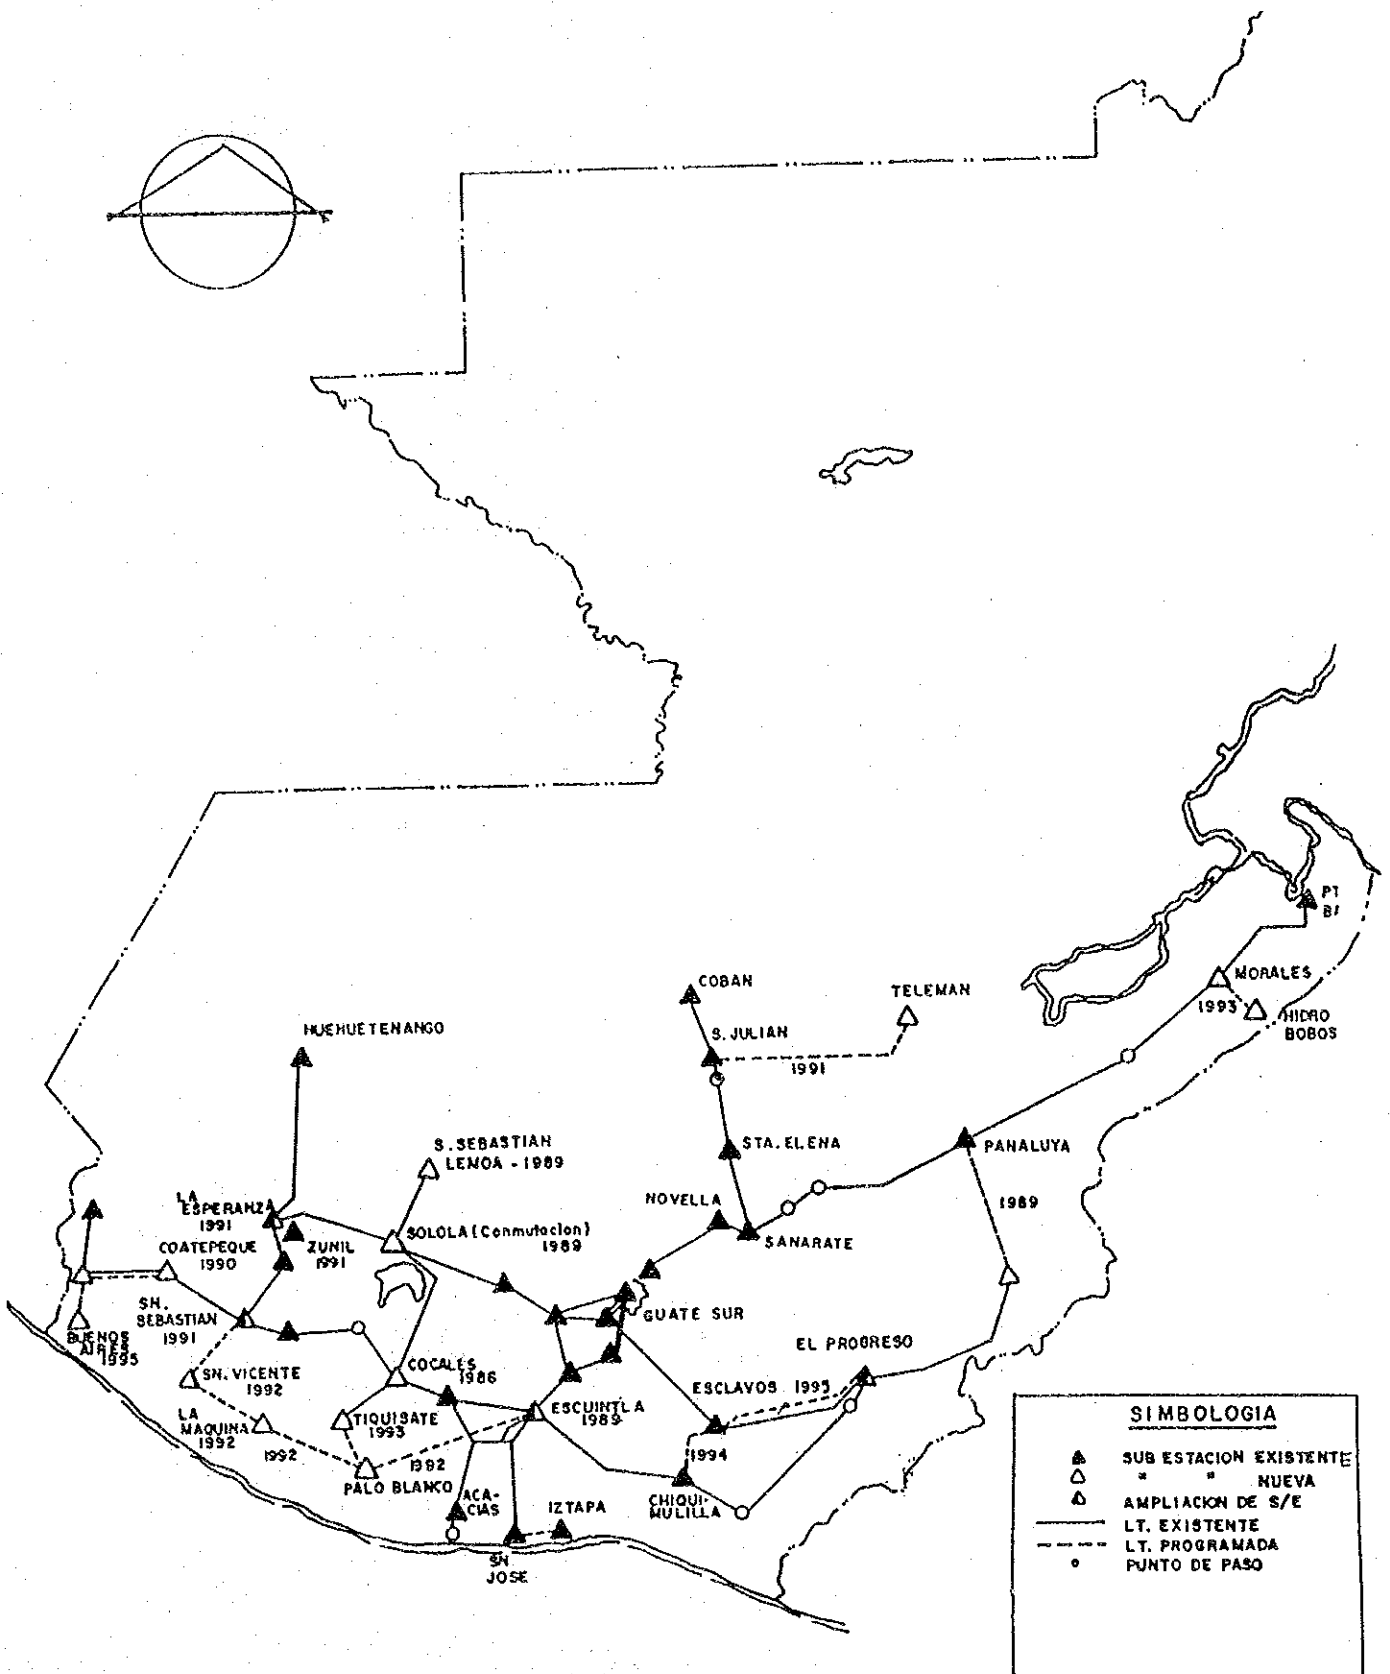 PT
BA
MORALES
1993
HIDRO
BOBOS
COBAN
TELEMAN
S. JULIAN
1991
HUEHUETENANGO
S. SEBASTIAN
LEMOA - 1989
STA. ELENA
PANALUYA
1989
NOVELLA
SANARATE
LA
ESPERANZA
1991
ZUNIL
1991
SOLOLA (Conmutacion)
1989
COATEPEQUE
1990
SN.
SEBASTIAN
1991
BUENOS
AIRES
1995
GUATE SUR
EL PROGRESO
SN. VICENTE
1992
COCALES
1986
ESCLAVOS 1995
ESCUINTLA
1989
LA
MAQUINA
1992
1992
TIQUISATE
1993
1992
PALO BLANCO
1994
CHIQUI-
MULILLA
ACA-
CIAS
IZTAPA
SN
JOSE
SIMBOLOGIA
SUB ESTACION EXISTENTE
" " NUEVA
AMPLIACION DE S/E
LT. EXISTENTE
LT. PROGRAMADA
PUNTO DE PASO